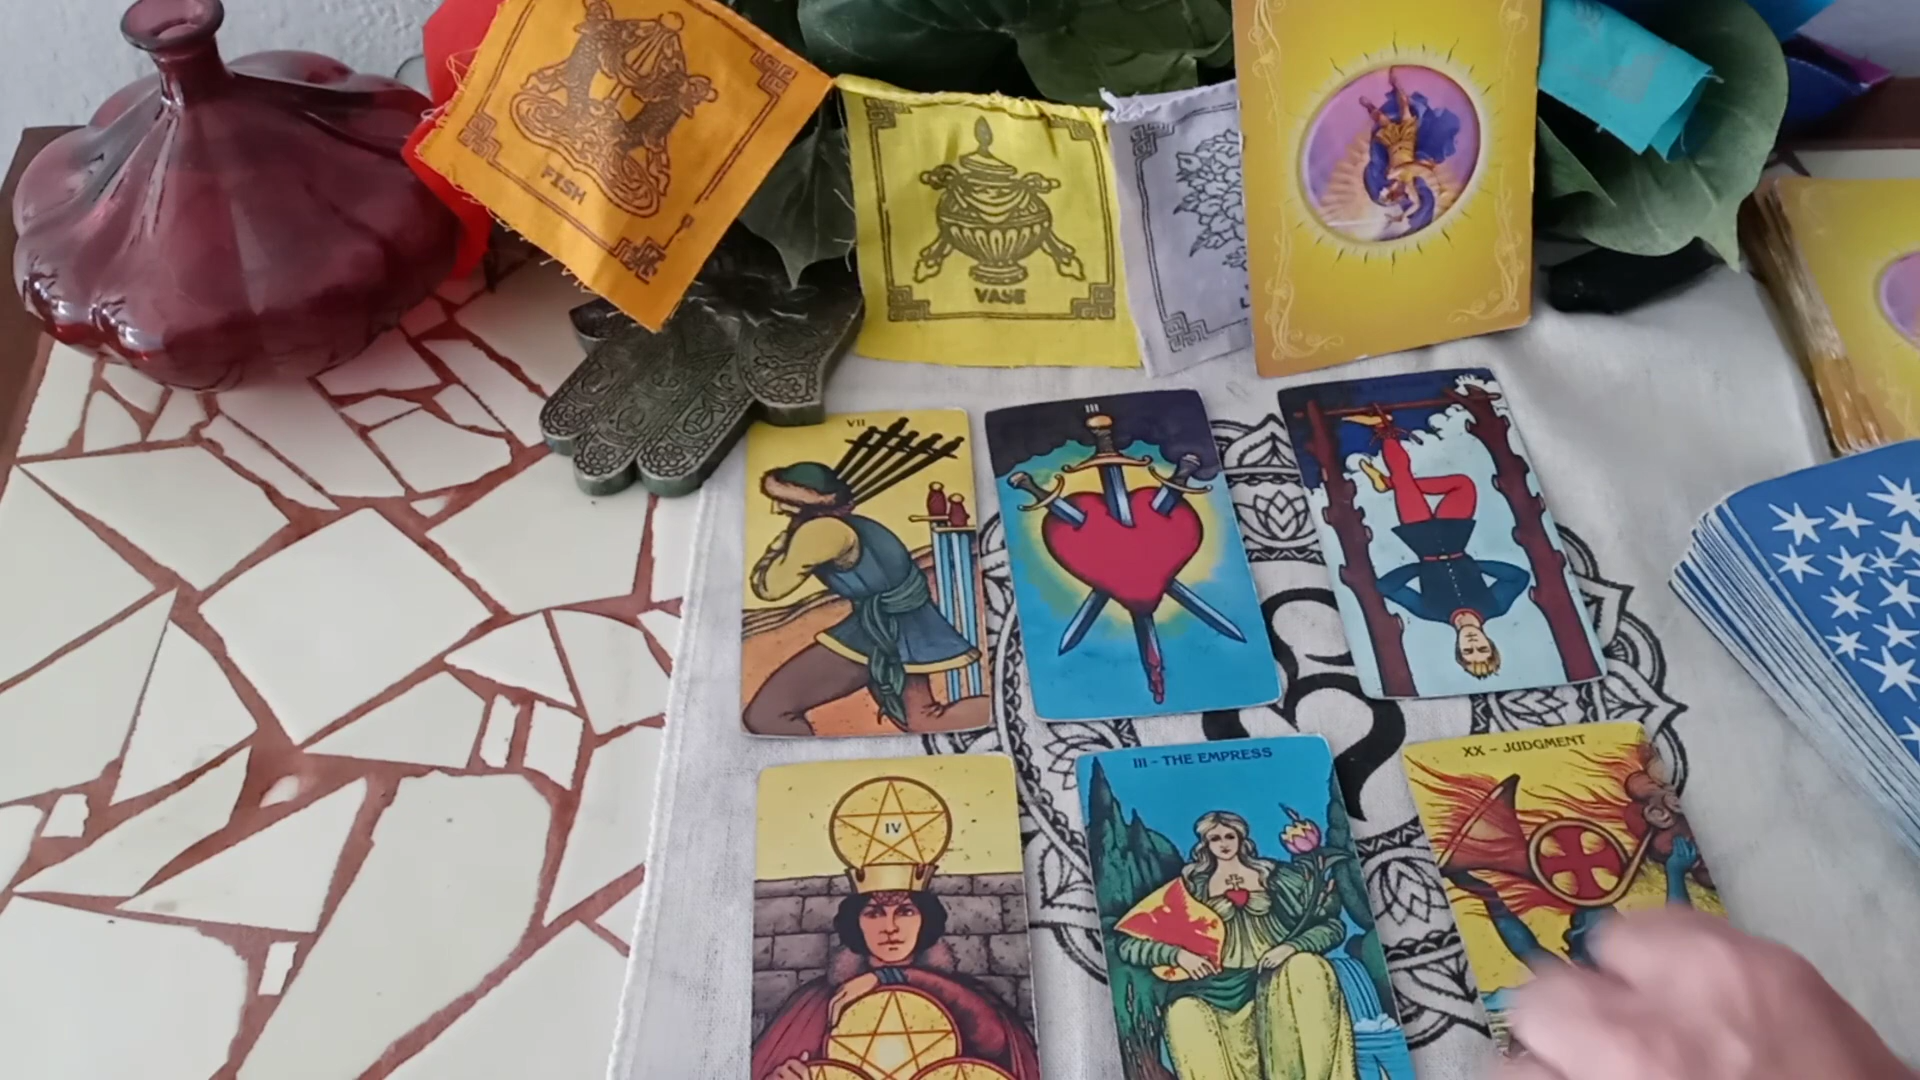 FISH
VASE
L
VII
III
IV
III - THE EMPRESS
XX - JUDGMENT